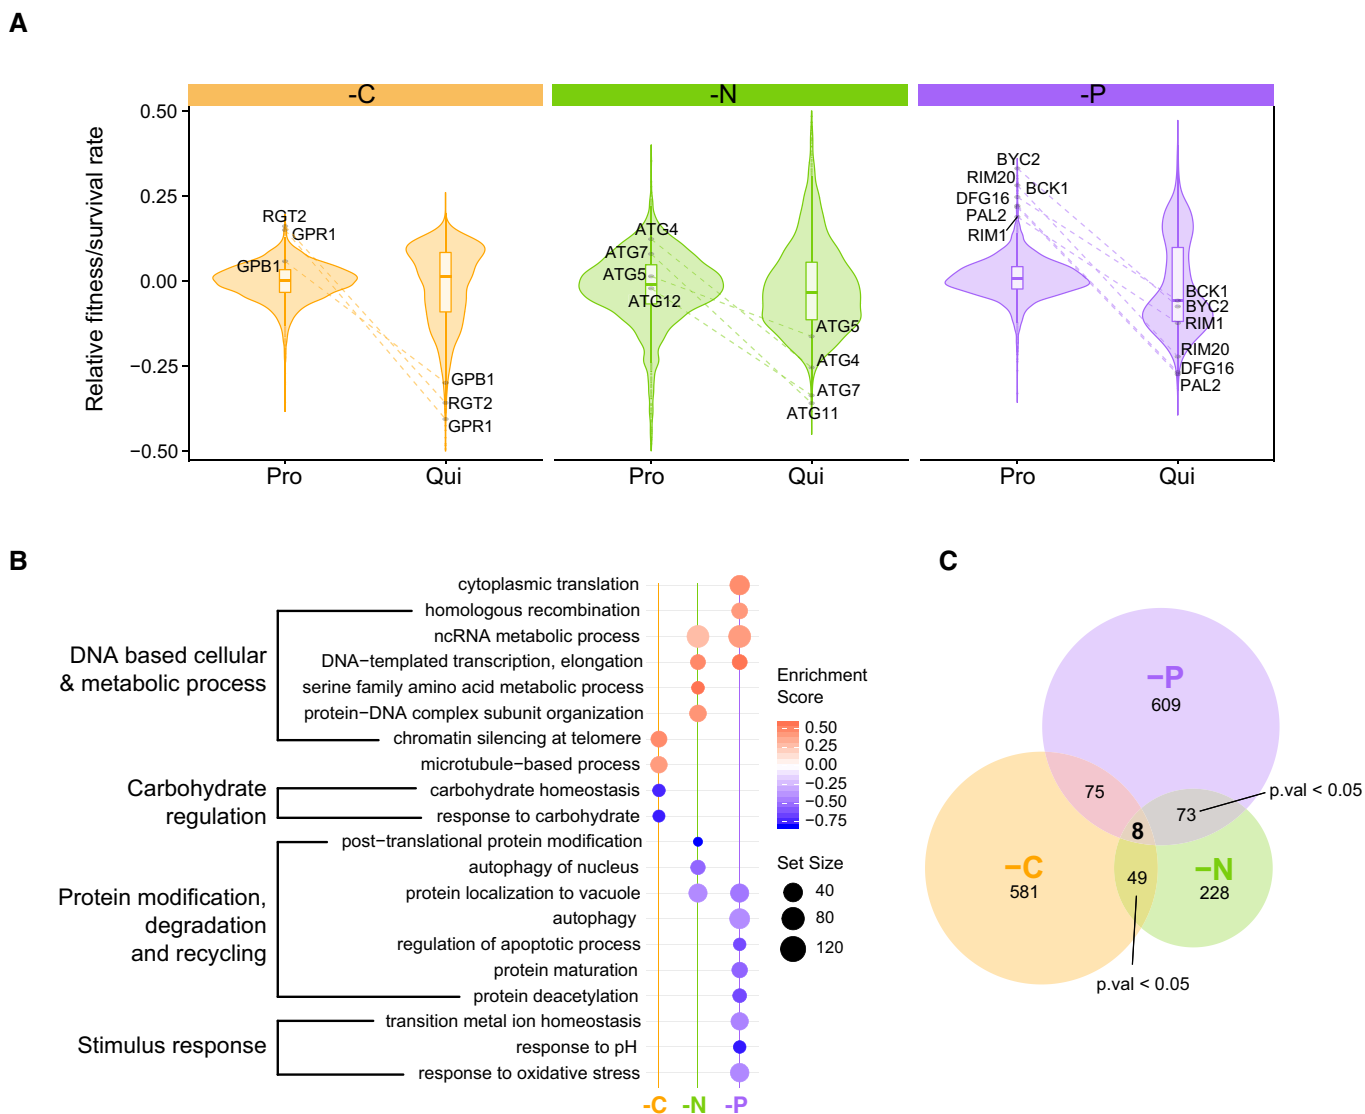 A
-C
-N
-P
Relative fitness/survival rate
0.50
0.25
0.00
−0.25
−0.50
RGT2
GPR1
GPB1
GPB1
RGT2
GPR1
Pro
Qui
ATG4
ATG7
ATG5
ATG12
ATG5
ATG4
ATG7
ATG11
Pro
Qui
BYC2
RIM20
BCK1
DFG16
PAL2
RIM1
BCK1
BYC2
RIM1
RIM20
DFG16
PAL2
Pro
Qui
B
DNA based cellular
& metabolic process
Carbohydrate
regulation
Protein modification,
degradation
and recycling
Stimulus response
cytoplasmic translation
homologous recombination
ncRNA metabolic process
DNA−templated transcription, elongation
serine family amino acid metabolic process
protein−DNA complex subunit organization
chromatin silencing at telomere
microtubule−based process
carbohydrate homeostasis
response to carbohydrate
post−translational protein modification
autophagy of nucleus
protein localization to vacuole
autophagy
regulation of apoptotic process
protein maturation
protein deacetylation
transition metal ion homeostasis
response to pH
response to oxidative stress
-C
-N
-P
Enrichment
Score
0.50
0.25
0.00
−0.25
−0.50
−0.75
Set Size
40
80
120
C
−P
609
75
73
p.val < 0.05
8
−C
581
49
−N
228
p.val < 0.05